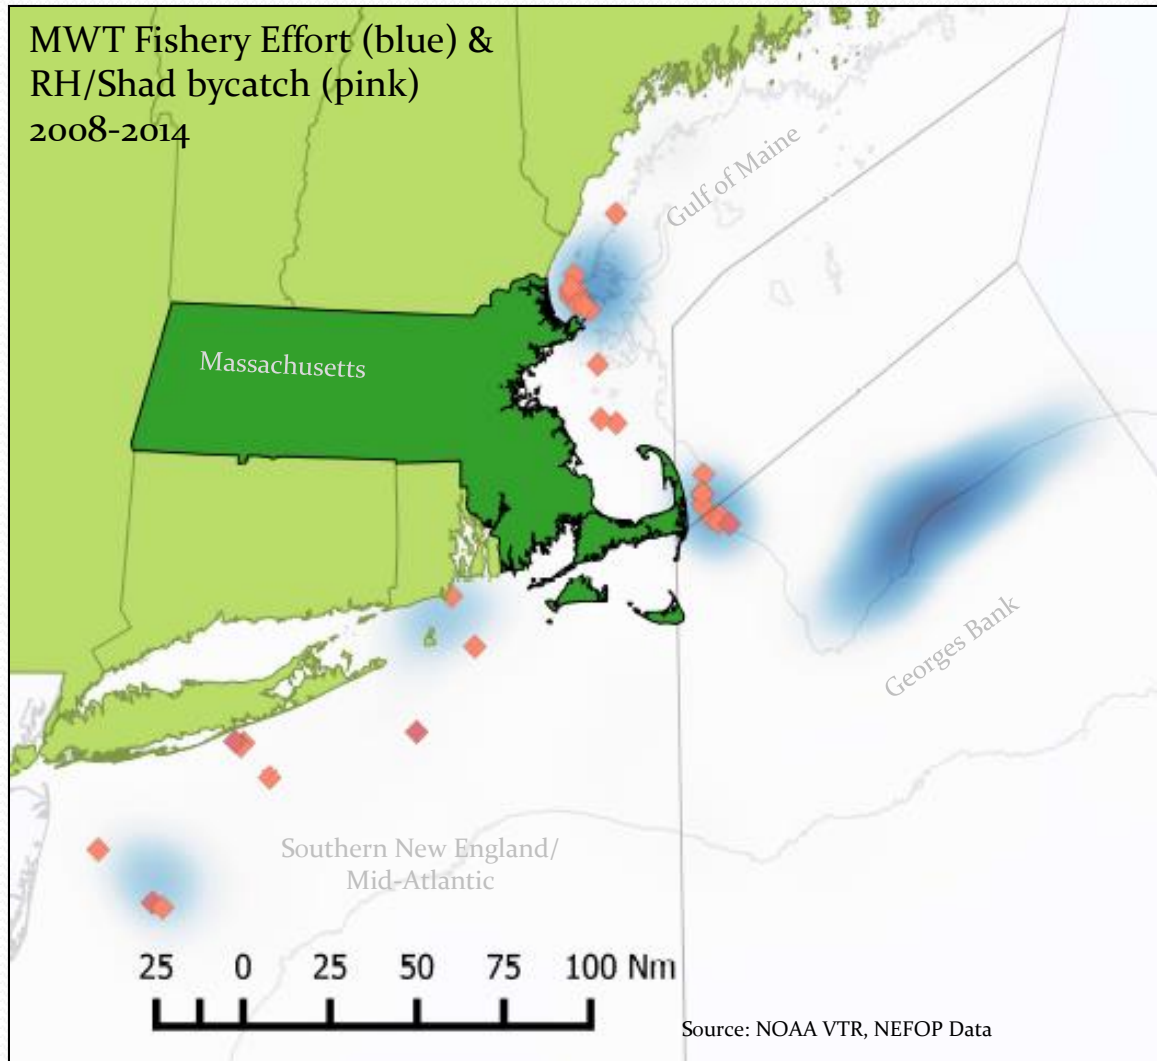 MWT Fishery Effort (blue) &
RH/Shad bycatch (pink)
2008-2014
Gulf of Maine
Massachusetts
Georges Bank
Southern New England/
Mid-Atlantic
25 0 25 50 75 100 Nm
Source: NOAA VTR, NEFOP Data